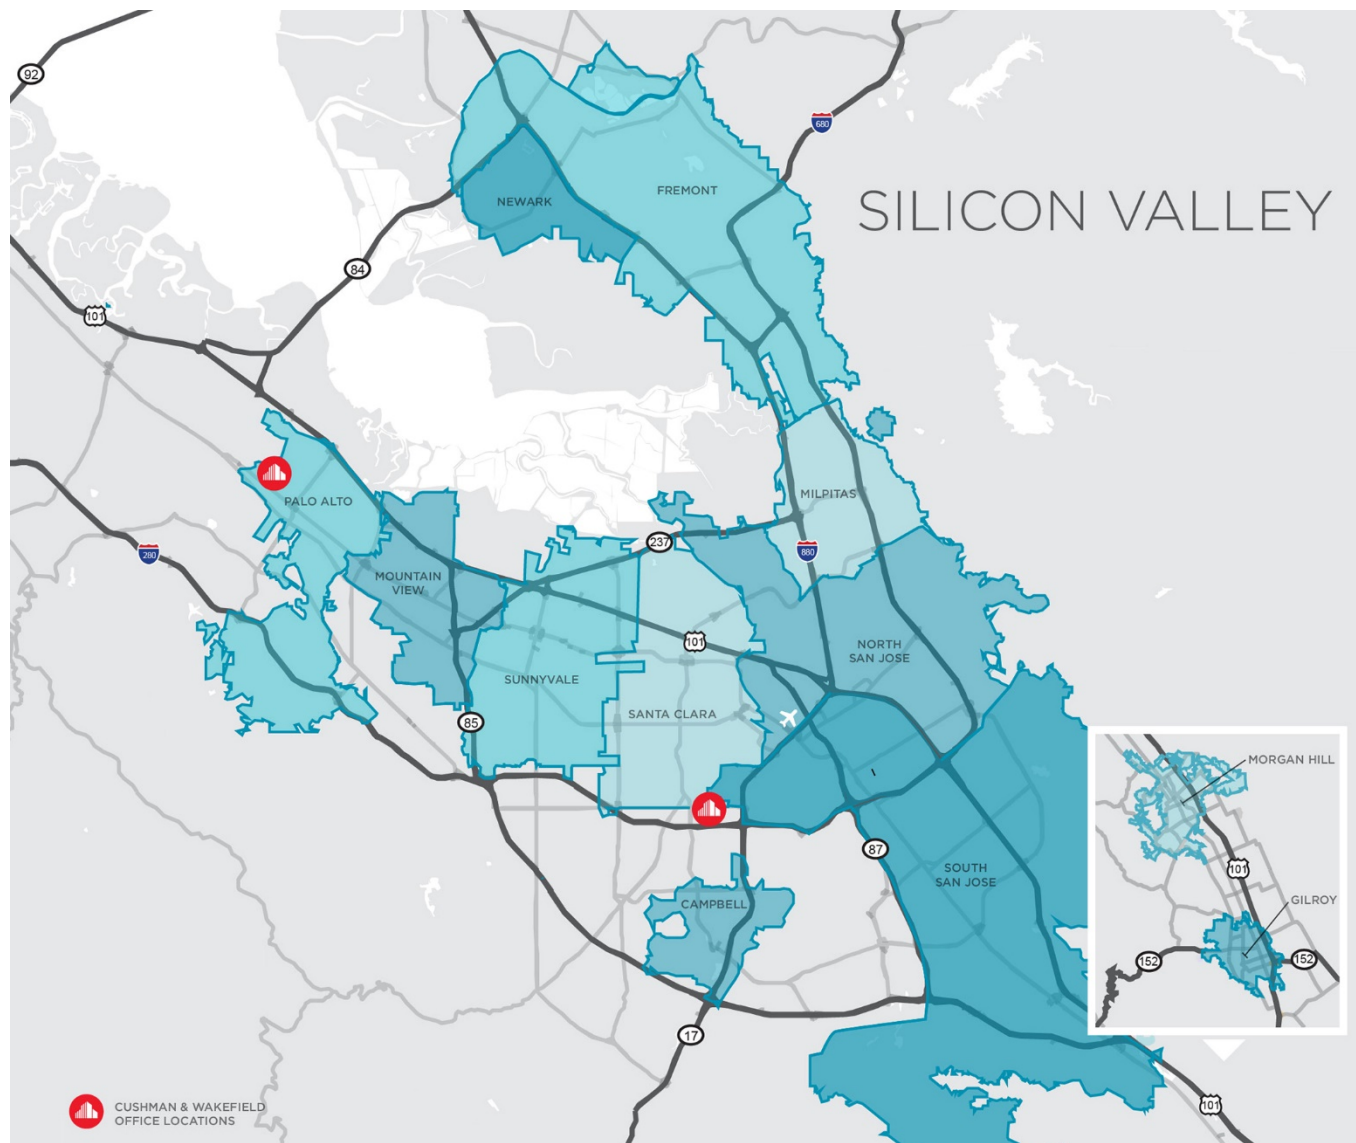 92
680
SILICON VALLEY
FREMONT
NEWARK
84
101
PALO ALTO
MILPITAS
237
280
880
MOUNTAIN
VIEW
101
NORTH
SAN JOSE
SUNNYVALE
SANTA CLARA
85
MORGAN HILL
87
101
SOUTH
SAN JOSE
CAMPBELL
GILROY
152
152
17
101
CUSHMAN & WAKEFIELD
OFFICE LOCATIONS